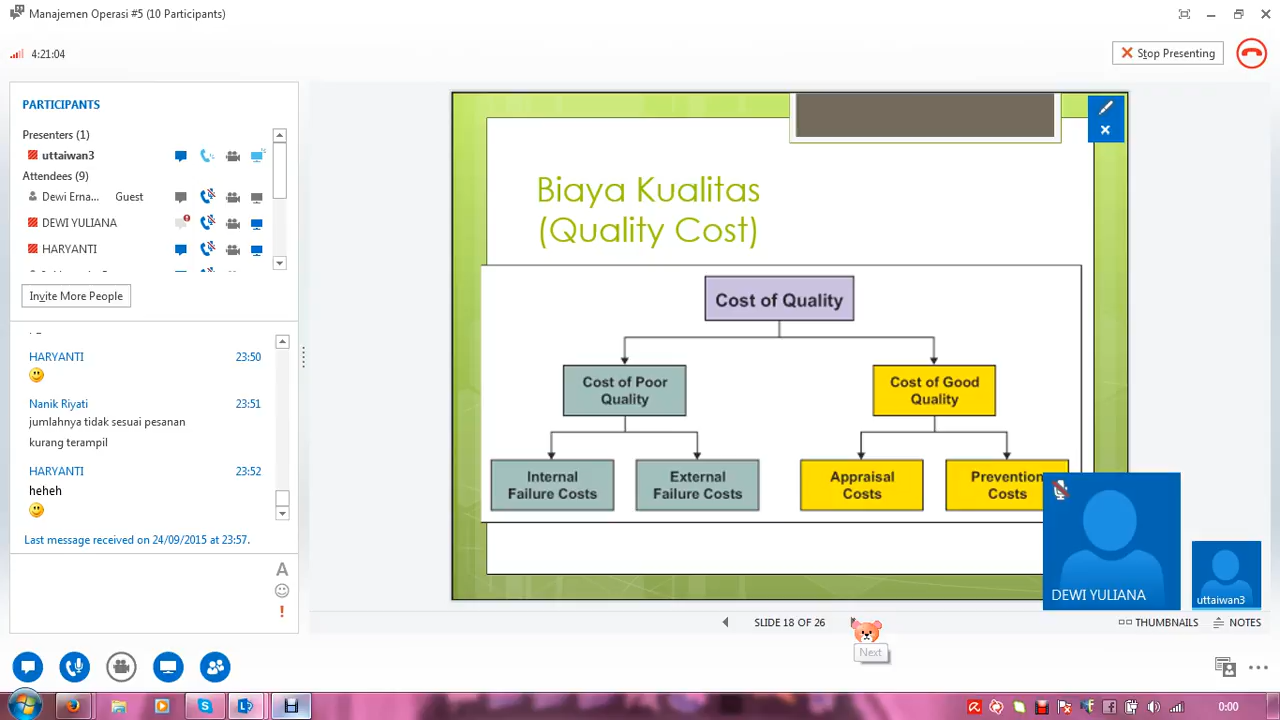 Manajemen Operasi #5 (10 Participants)
4:21:04
Stop Presenting
PARTICIPANTS
Presenters (1)
uttaiwan3
Attendees (9)
Dewi Erna... Guest
DEWI YULIANA
HARYANTI
Invite More People
HARYANTI 23:50
Nanik Riyati 23:51
jumlahnya tidak sesuai pesanan
kurang terampil
HARYANTI 23:52
heheh
Last message received on 24/09/2015 at 23:57.
A
!
Biaya Kualitas
(Quality Cost)
Cost of Quality
Cost of Poor
Quality
Cost of Good
Quality
Internal
Failure Costs
External
Failure Costs
Appraisal
Costs
Prevention
Costs
DEWI YULIANA
uttaiwan3
SLIDE 18 OF 26
THUMBNAILS
NOTES
Next
0:00